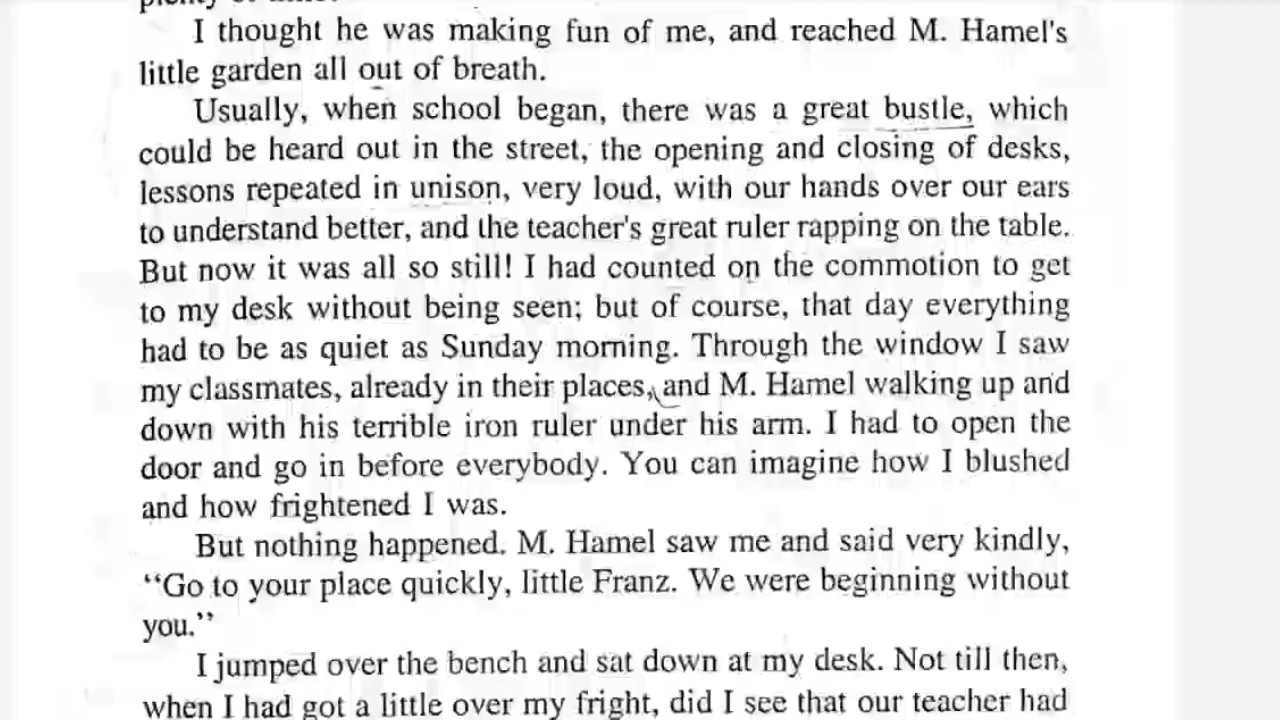 I thought he was making fun of me, and reached M. Hamel's
little garden all out of breath.
Usually, when school began, there was a great bustle, which
could be heard out in the street, the opening and closing of desks,
lessons repeated in unison, very loud, with our hands over our ears
to understand better, and the teacher's great ruler rapping on the table.
But now it was all so still! I had counted on the commotion to get
to my desk without being seen; but of course, that day everything
had to be as quiet as Sunday morning. Through the window I saw
my classmates, already in their places, and M. Hamel walking up and
down with his terrible iron ruler under his arm. I had to open the
door and go in before everybody. You can imagine how I blushed
and how frightened I was.
But nothing happened. M. Hamel saw me and said very kindly,
“Go to your place quickly, little Franz. We were beginning without
you.”
I jumped over the bench and sat down at my desk. Not till then,
when I had got a little over my fright, did I see that our teacher had